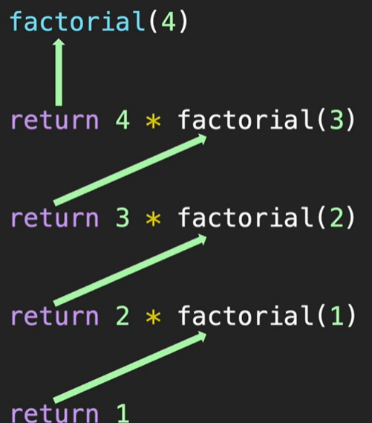 factorial(4)
return 4 * factorial(3)
return 3 * factorial(2)
return 2 * factorial(1)
return 1